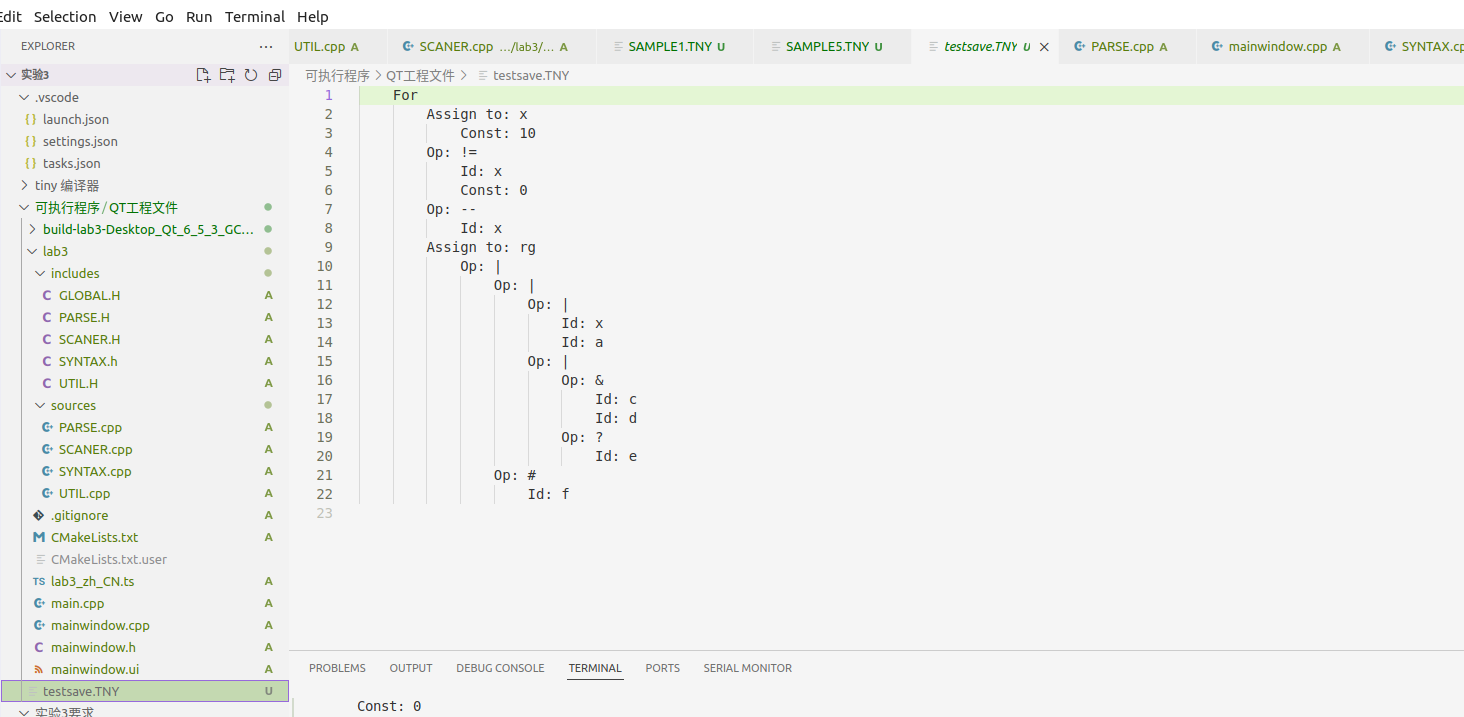 Edit Selection View Go Run Terminal Help
EXPLORER ...
UTIL.cpp A SCANER.cpp .../lab3/... A SAMPLE1.TNY U SAMPLE5.TNY U testsave.TNY U PARSE.cpp A mainwindow.cpp A SYNTAX.cp
实验3
可执行程序 > QT工程文件 > testsave.TNY
.vscode
launch.json
settings.json
tasks.json
tiny 编译器
可执行程序/QT工程文件
build-lab3-Desktop_Qt_6_5_3_GC...
lab3
includes
GLOBAL.H A
PARSE.H A
SCANER.H A
SYNTAX.h A
UTIL.H A
sources
PARSE.cpp A
SCANER.cpp A
SYNTAX.cpp A
UTIL.cpp A
.gitignore A
CMakeLists.txt A
CMakeLists.txt.user
lab3_zh_CN.ts A
main.cpp A
mainwindow.cpp A
mainwindow.h A
mainwindow.ui A
testsave.TNY U
实验3要求
1 For
2 Assign to: x
3 Const: 10
4 Op: !=
5 Id: x
6 Const: 0
7 Op: --
8 Id: x
9 Assign to: rg
10 Op: |
11 Op: |
12 Op: |
13 Id: x
14 Id: a
15 Op: |
16 Op: &
17 Id: c
18 Id: d
19 Op: ?
20 Id: e
21 Op: #
22 Id: f
23
PROBLEMS OUTPUT DEBUG CONSOLE TERMINAL PORTS SERIAL MONITOR
Const: 0